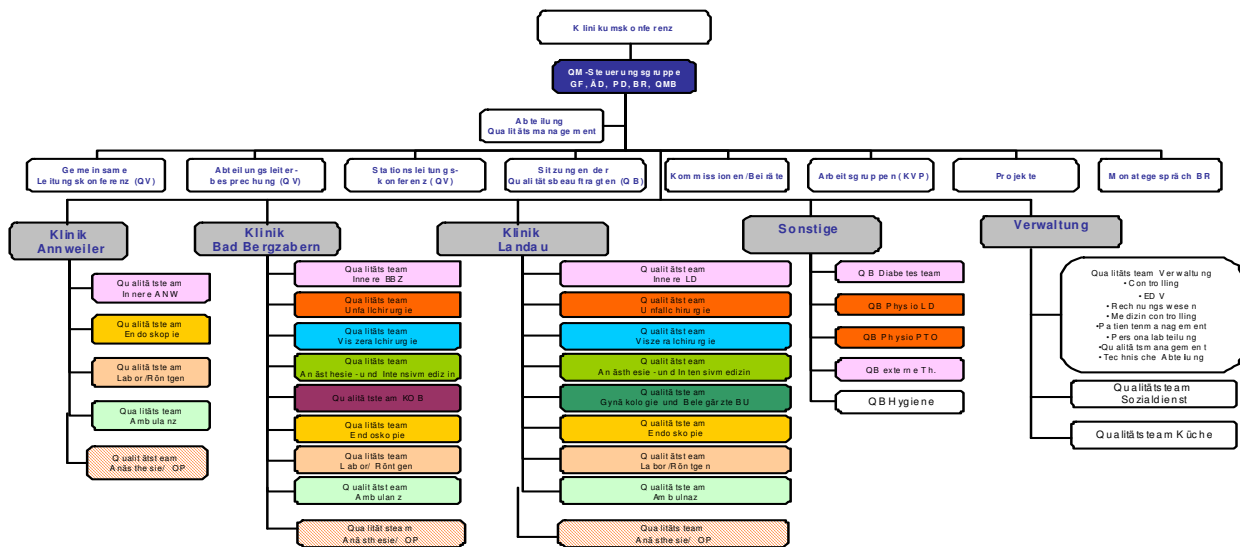 Klinikumskonferenz
QM-Steuerungsgruppe
GF, ÄD, PD, BR, QMB
Abteilung
Qualitätsmanagement
Gemeinsame
Leitungskonferenz (QV)
Abteilungsleiter-
besprechung (QV)
Stationsleitungs-
konferenz (QV)
Sitzungen der
Qualitätsbeauftragten (QB)
Kommissionen/Beiräte
Arbeitsgruppen (KVP)
Projekte
Monategespräch BR
Klinik
Annweiler
Qualitätsteam
Innere ANW
Qualitätsteam
Endoskopie
Qualitätsteam
Labor/Röntgen
Qualitätsteam
Ambulanz
Qualitätsteam
Anästhesie/ OP
Klinik
Bad Bergzabern
Qualitätsteam
Innere BBZ
Qualitätsteam
Unfallchirurgie
Qualitätsteam
Viszeralchirurgie
Qualitätsteam
Anästhesie-und Intensivmedizin
Qualitätsteam KOB
Qualitätsteam
Endoskopie
Qualitätsteam
Labor/ Röntgen
Qualitätsteam
Ambulanz
Qualitätsteam
Anästhesie/ OP
Klinik
Landau
Qualitätsteam
Innere LD
Qualitätsteam
Unfallchirurgie
Qualitätsteam
Viszeralchirurgie
Qualitätsteam
Anästhesie-und Intensivmedizin
Qualitätsteam
Gynäkologie und Belegärzte BU
Qualitätsteam
Endoskopie
Qualitätsteam
Labor/Röntgen
Qualitätsteam
Ambulnaz
Qualitätsteam
Anästhesie/ OP
Sonstige
QB Diabetesteam
QB Physio LD
QB Physio PTO
QB externe Th.
QB Hygiene
Verwaltung
Qualitätsteam Verwaltung
•Controlling
•EDV
•Rechnungswesen
•Medizincontrolling
•Patientenmanagement
•Personalabteilung
•Qualitätsmanagement
•Technische Abteilung
Qualitätsteam
Sozialdienst
Qualitätsteam Küche